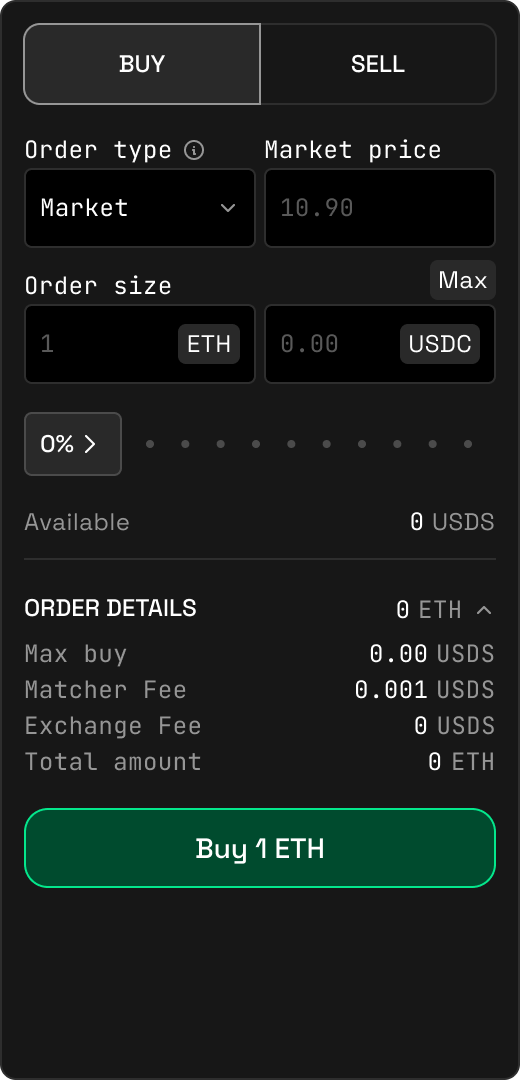 BUY SELL
Order type Market price
Market 10.90
Order size Max
1 ETH 0.00 USDC
0%
Available 0 USDS
ORDER DETAILS 0 ETH
Max buy 0.00 USDS
Matcher Fee 0.001 USDS
Exchange Fee 0 USDS
Total amount 0 ETH
Buy 1 ETH